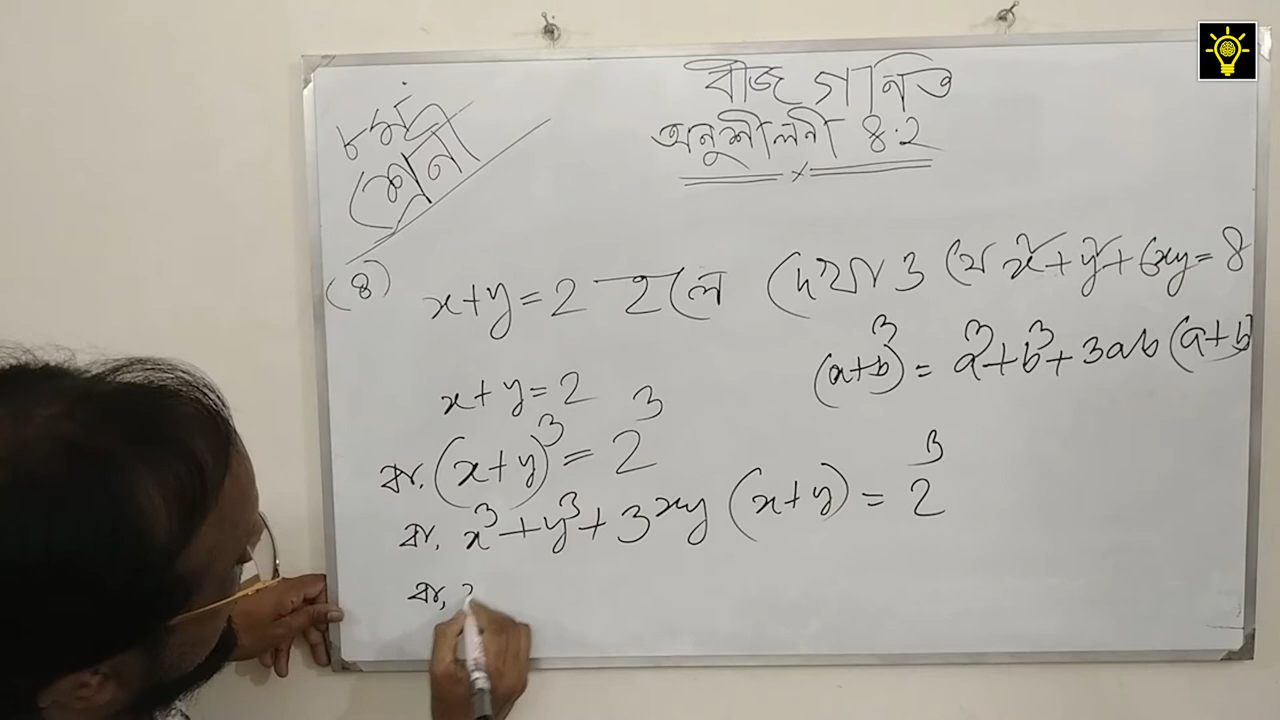 বীজ গনিত
অনুশীলনী ৪.২
৮ম
শ্রেনী
(৪) x+y=2 হলে দেখাও যে x³+y³+6xy=8
(a+b)³ = a³+b³+3ab(a+b)
x+y=2
বা, (x+y)³ = 2³
বা, x³+y³+3xy(x+y) = 2³
বা,